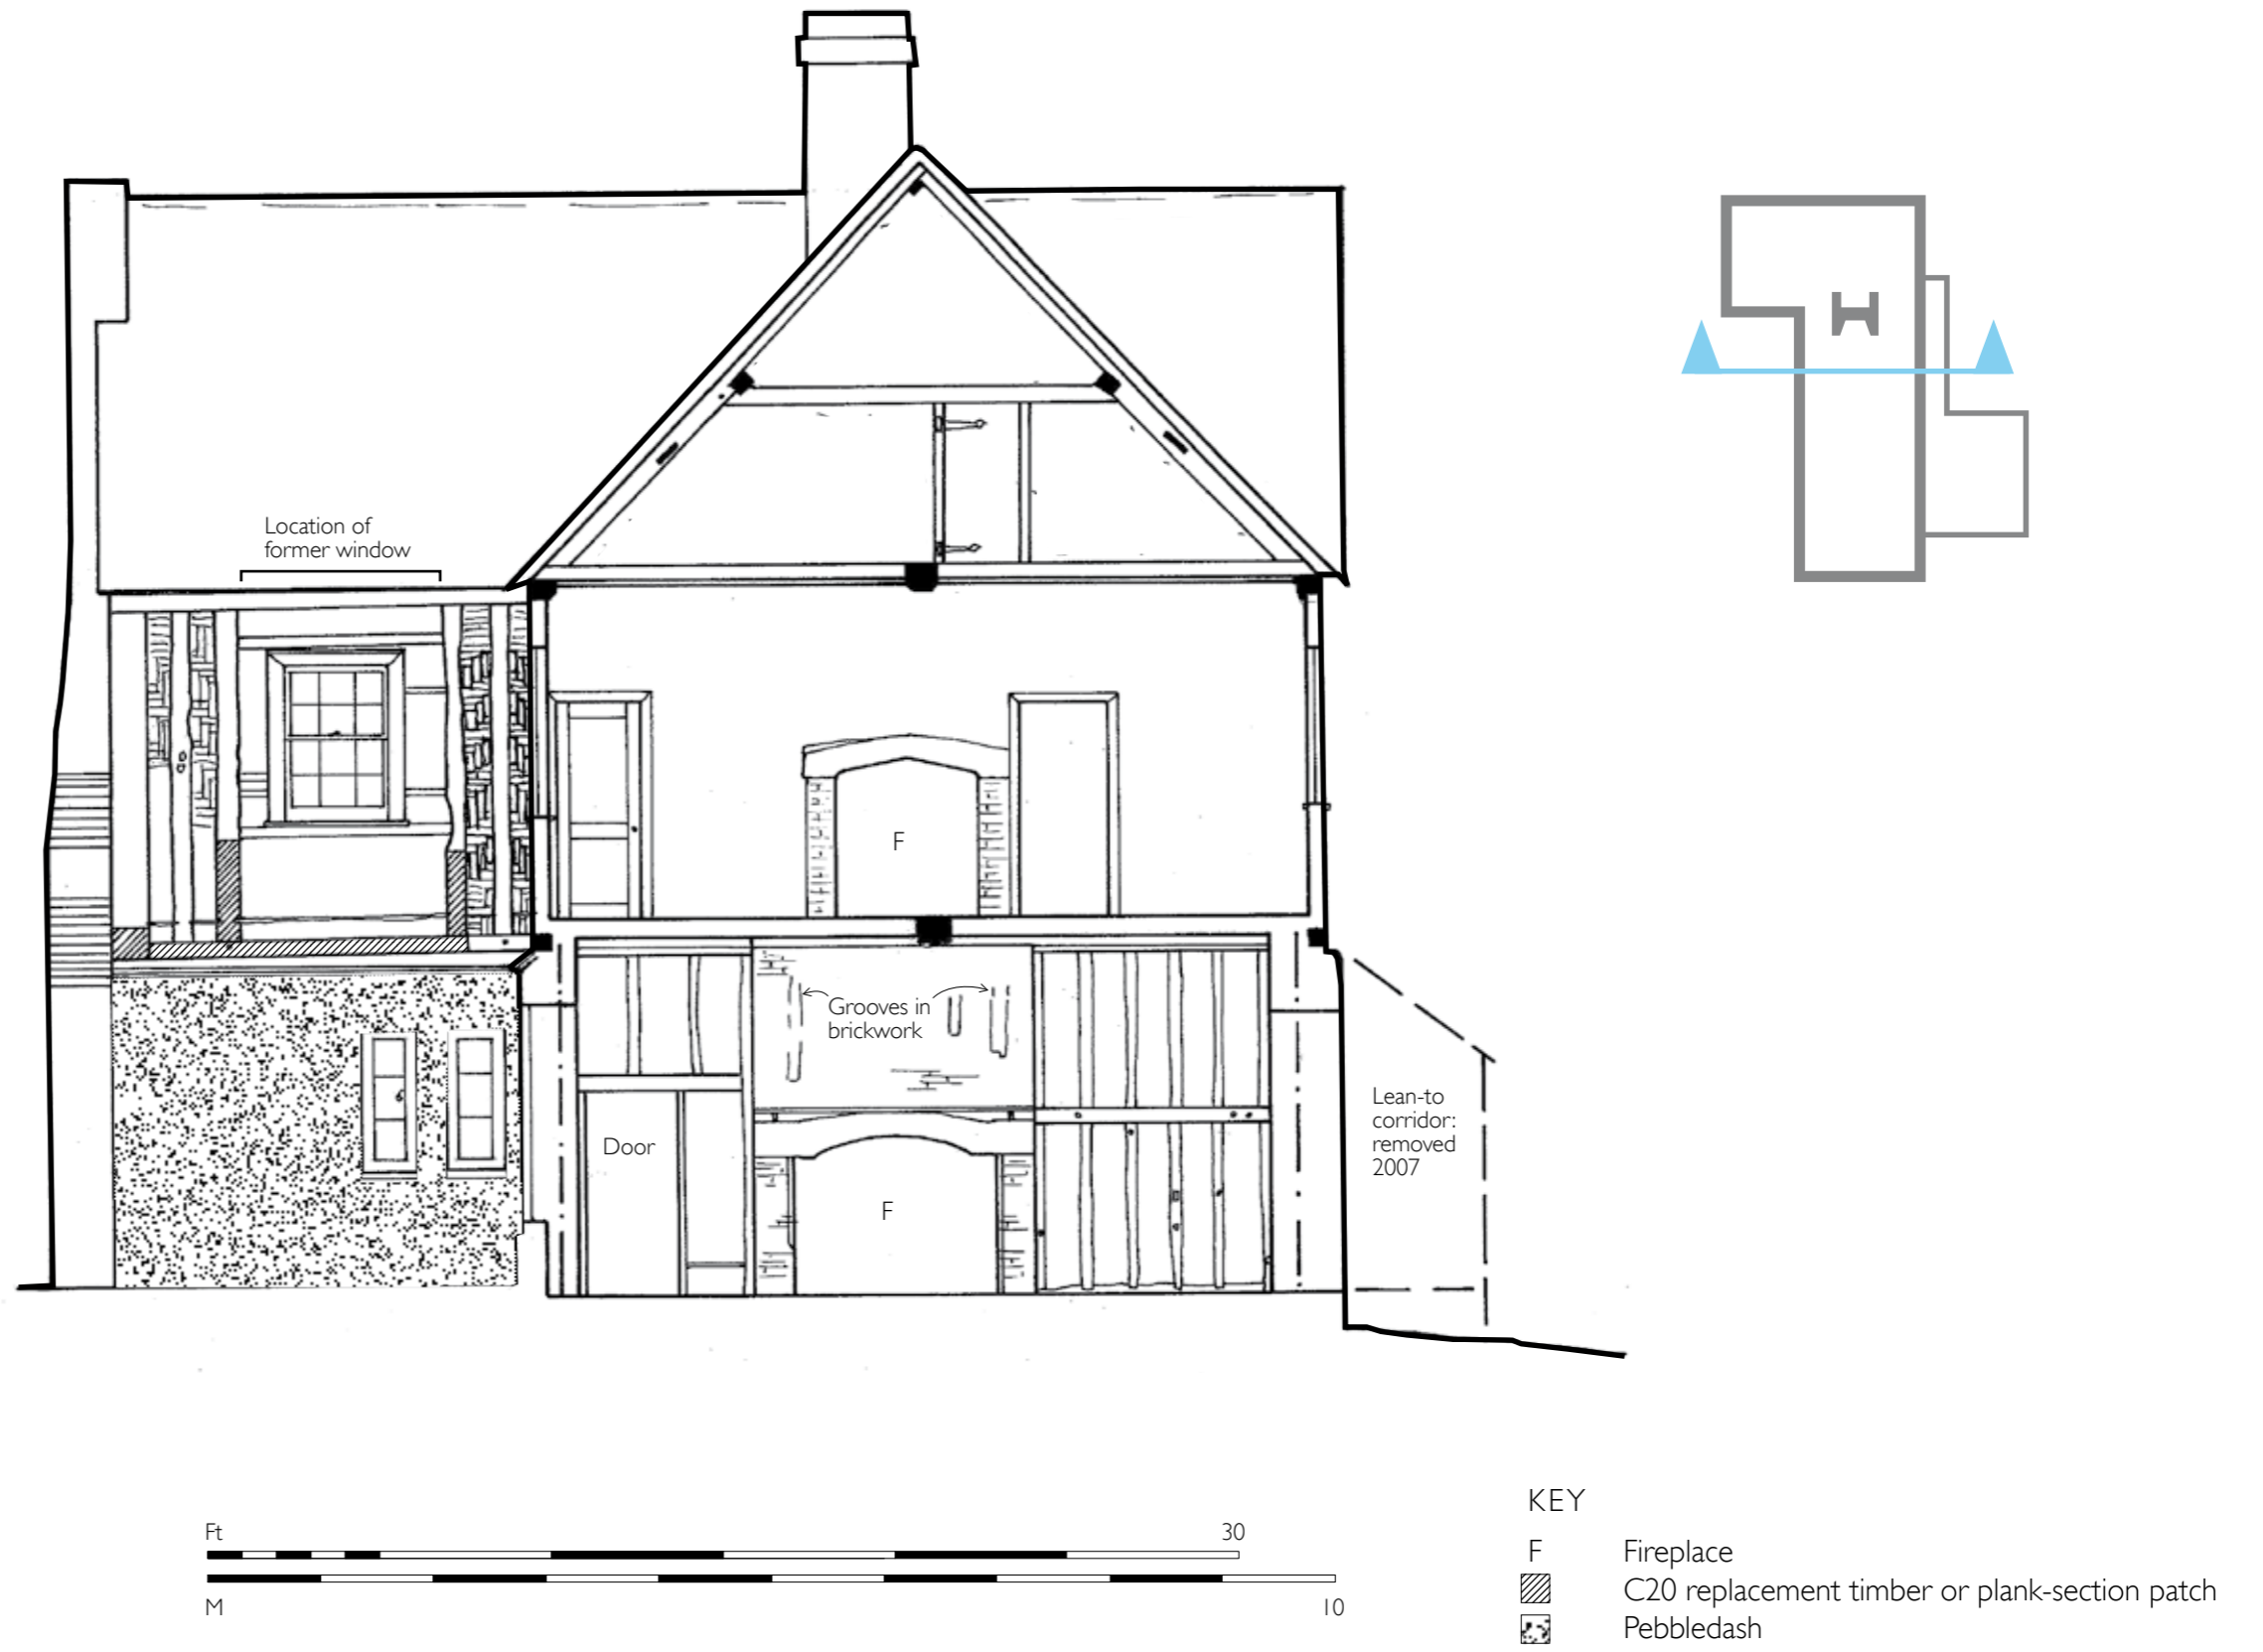 Location of
former window
F
Grooves in
brickwork
Door
F
Lean-to
corridor:
removed
2007
Ft
30
M
10
KEY
F Fireplace
C20 replacement timber or plank-section patch
Pebbledash